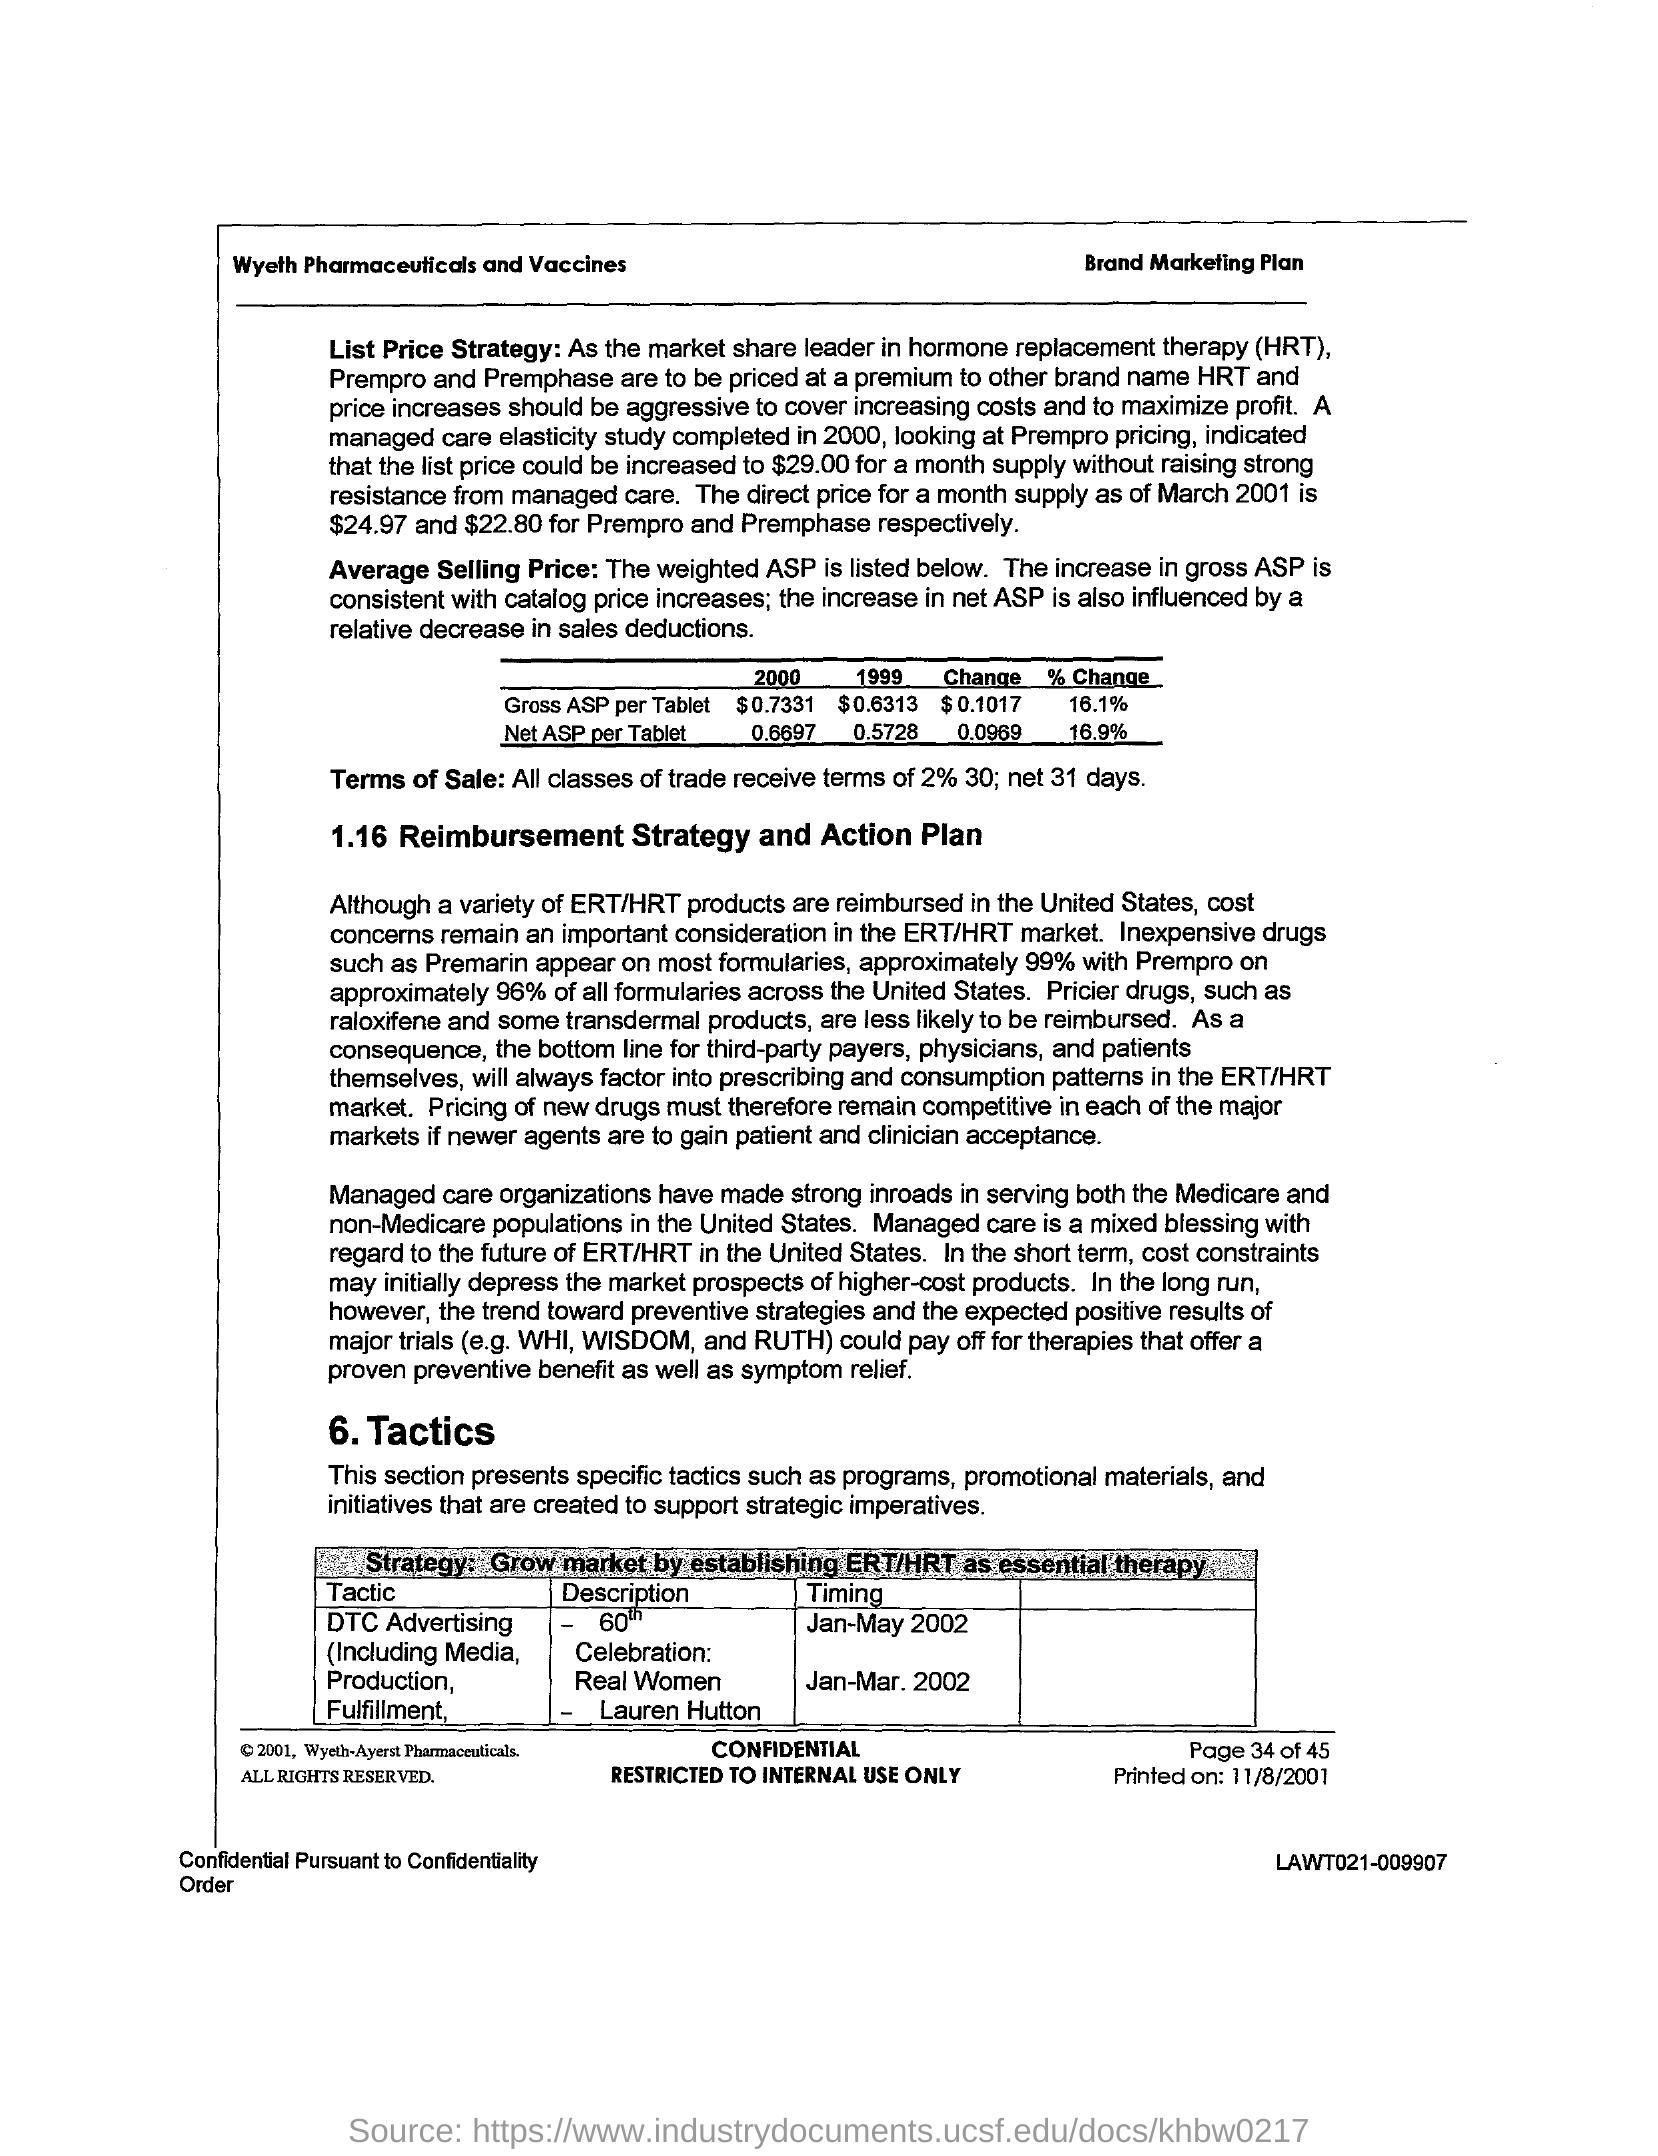 Wyeth Pharmaceuticals and Vaccines Brand Marketing Plan
List Price Strategy: As the market share leader in hormone replacement therapy (HRT),
Prempro and Premphase are to be priced at a premium to other brand name HRT and
price increases should be aggressive to cover increasing costs and to maximize profit. A
managed care elasticity study completed in 2000, looking at Prempro pricing, indicated
that the list price could be increased to $29.00 for a month supply without raising strong
resistance from managed care. The direct price for a month supply as of March 2001 is
$24.97 and $22.80 for Prempro and Premphase respectively.
Average Selling Price: The weighted ASP is listed below. The increase in gross ASP is
consistent with catalog price increases; the increase in net ASP is also influenced by a
relative decrease in sales deductions.
2000 1999 Change % Change
Gross ASP per Tablet $0.7331 $0.6313 $0.1017 16.1%
Net ASP per Tablet 0.6697 0.5728 0.0969 16.9%
Terms of Sale: All classes of trade receive terms of 2% 30; net 31 days.
1.16 Reimbursement Strategy and Action Plan
Although a variety of ERT/HRT products are reimbursed in the United States, cost
concerns remain an important consideration in the ERT/HRT market. Inexpensive drugs
such as Premarin appear on most formularies, approximately 99% with Prempro on
approximately 96% of all formularies across the United States. Pricier drugs, such as
raloxifene and some transdermal products, are less likely to be reimbursed. As a
consequence, the bottom line for third-party payers, physicians, and patients
themselves, will always factor into prescribing and consumption patterns in the ERT/HRT
market. Pricing of new drugs must therefore remain competitive in each of the major
markets if newer agents are to gain patient and clinician acceptance.
Managed care organizations have made strong inroads in serving both the Medicare and
non-Medicare populations in the United States. Managed care is a mixed blessing with
regard to the future of ERT/HRT in the United States. In the short term, cost constraints
may initially depress the market prospects of higher-cost products. In the long run,
however, the trend toward preventive strategies and the expected positive results of
major trials (e.g. WHI, WISDOM, and RUTH) could pay off for therapies that offer a
proven preventive benefit as well as symptom relief.
6. Tactics
This section presents specific tactics such as programs, promotional materials, and
initiatives that are created to support strategic imperatives.
Strategy: Grow market by establishing ERT/HRT as essential therapy
Tactic Description Timing
DTC Advertising – 60th Jan-May 2002
(Including Media, Celebration:
Production, Real Women Jan-Mar. 2002
Fulfillment, – Lauren Hutton
© 2001, Wyeth-Ayerst Pharmaceuticals. CONFIDENTIAL Page 34 of 45
ALL RIGHTS RESERVED. RESTRICTED TO INTERNAL USE ONLY Printed on: 11/8/2001
Confidential Pursuant to Confidentiality LAWT021-009907
Order
Source: https://www.industrydocuments.ucsf.edu/docs/khbw0217